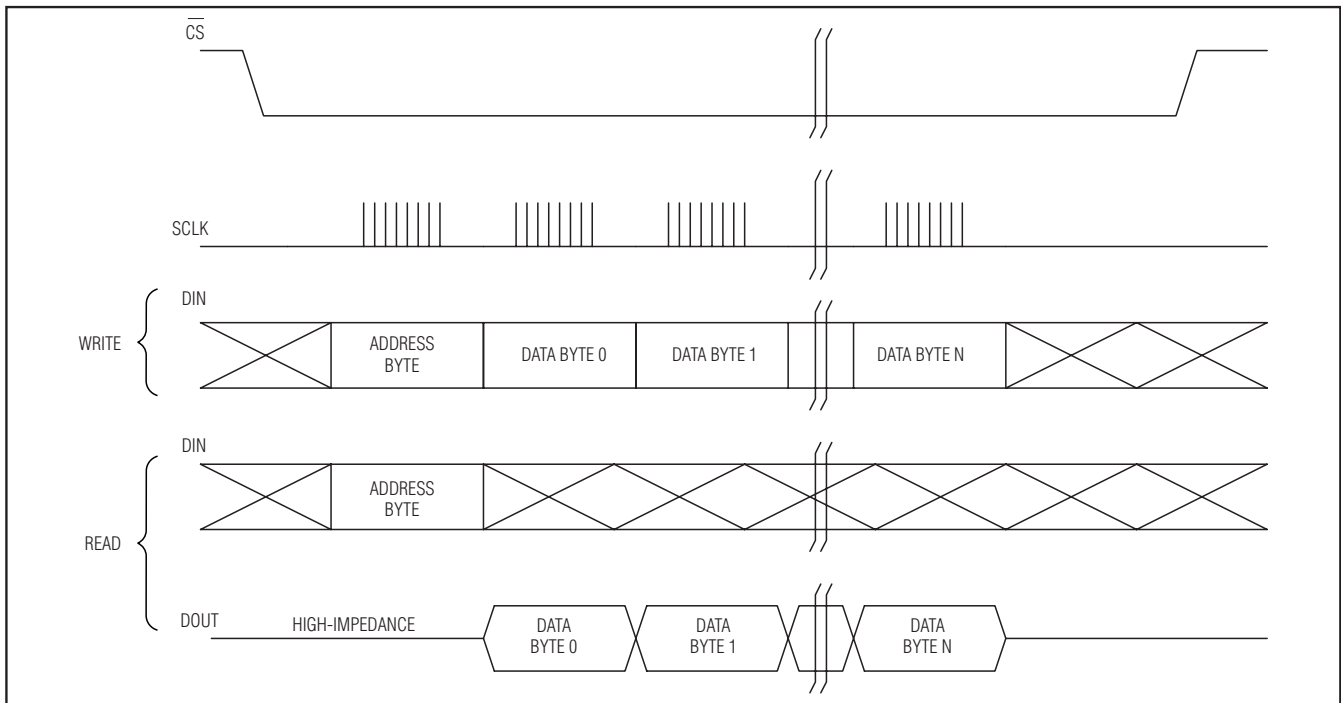 C̅S̅
SCLK
DIN
WRITE
ADDRESS
BYTE
DATA BYTE 0
DATA BYTE 1
DATA BYTE N
DIN
READ
ADDRESS
BYTE
DOUT
HIGH-IMPEDANCE
DATA
BYTE 0
DATA
BYTE 1
DATA
BYTE N